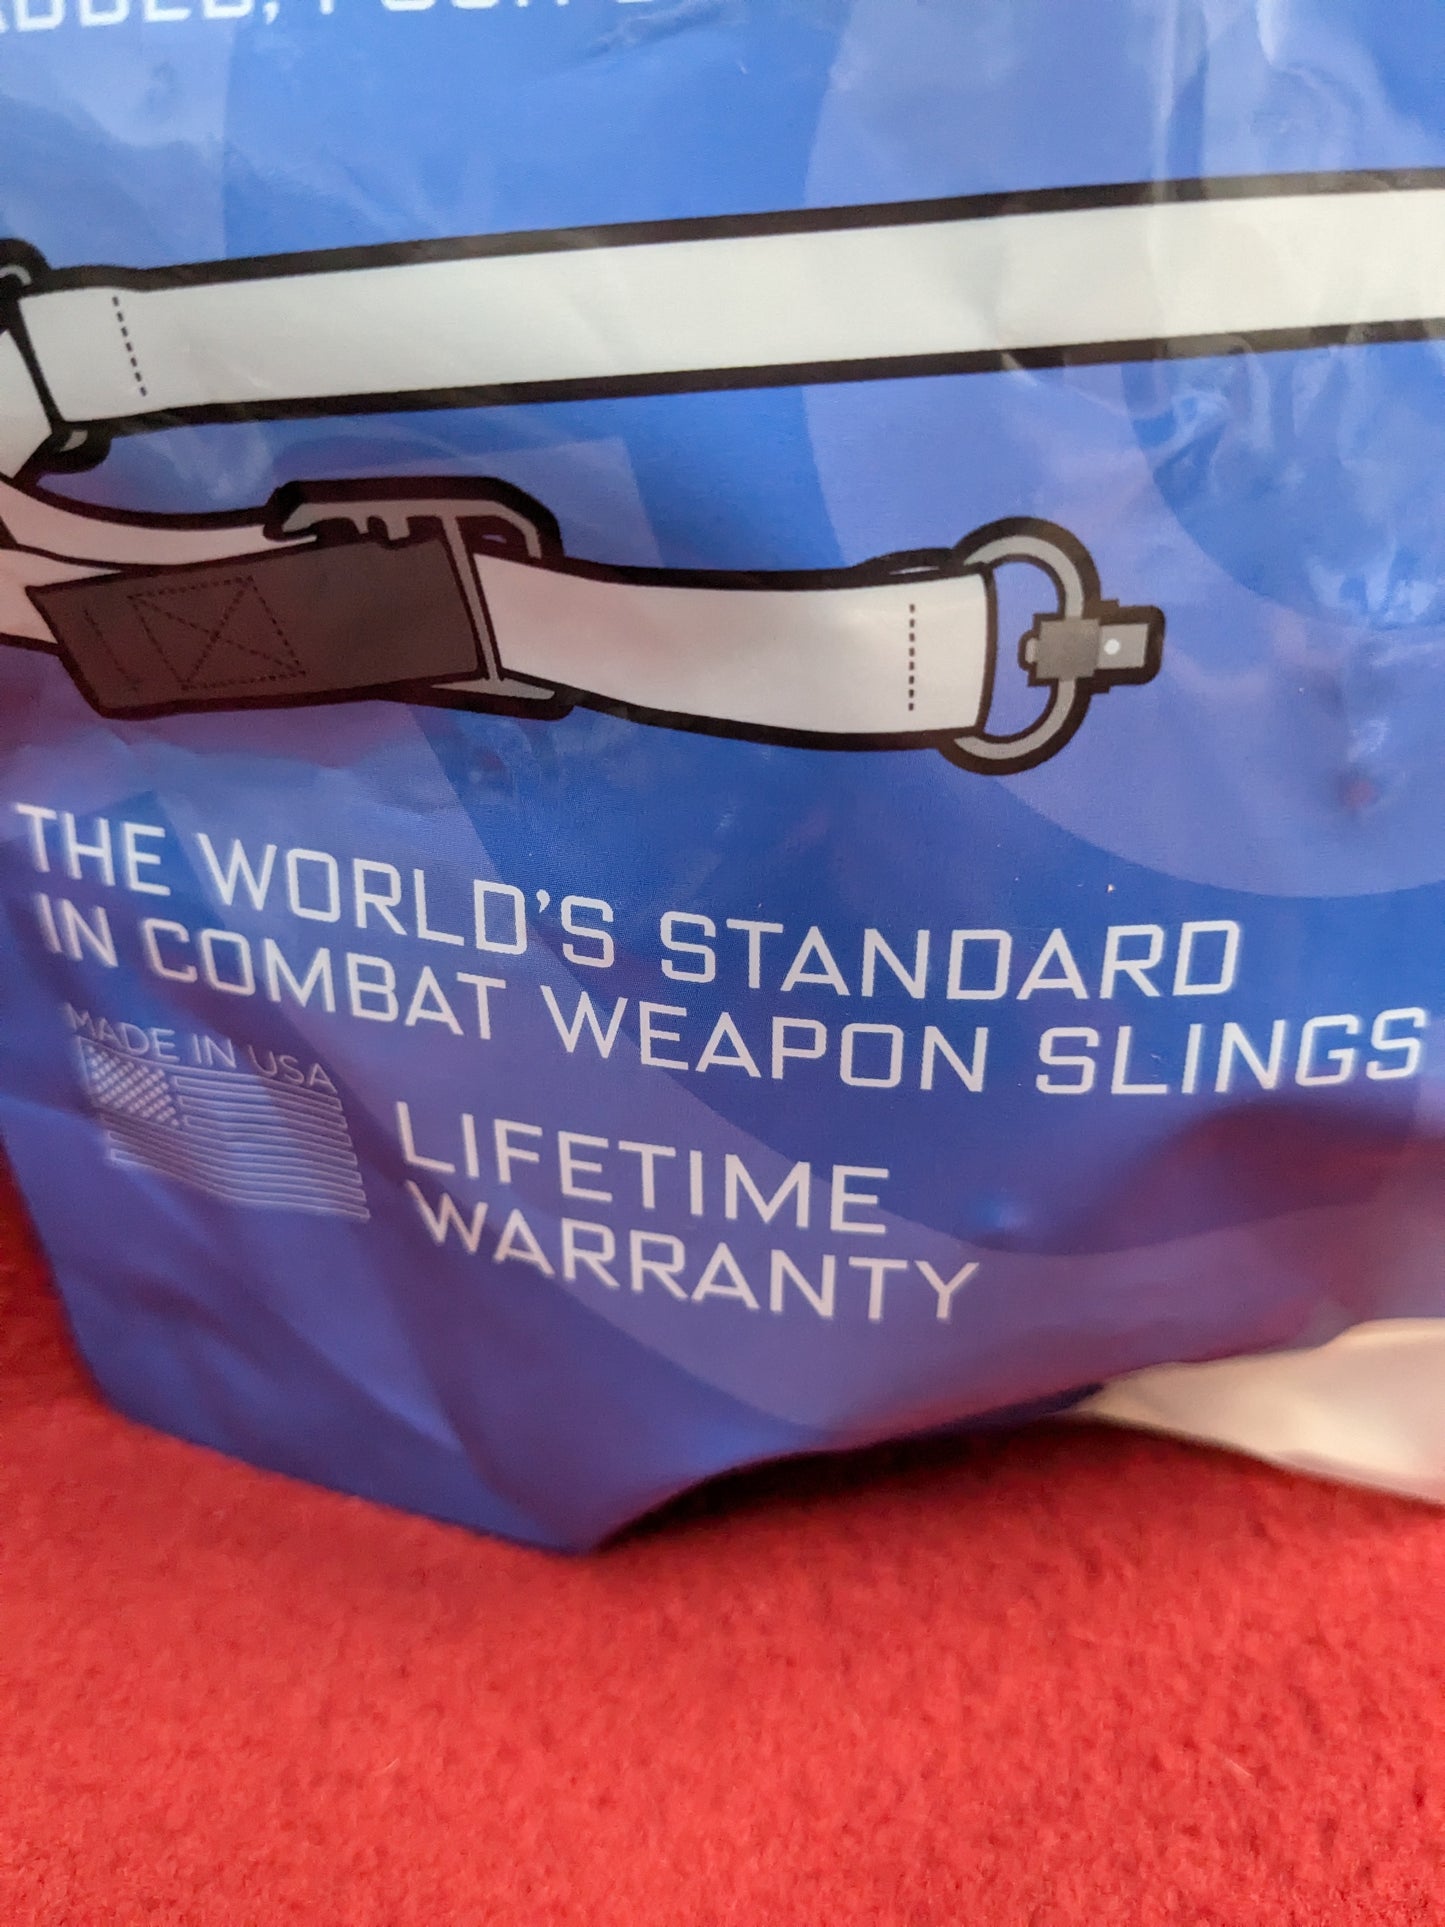 THE WORLD'S STANDARD
IN COMBAT WEAPON SLINGS
MADE IN USA
LIFETIME
WARRANTY